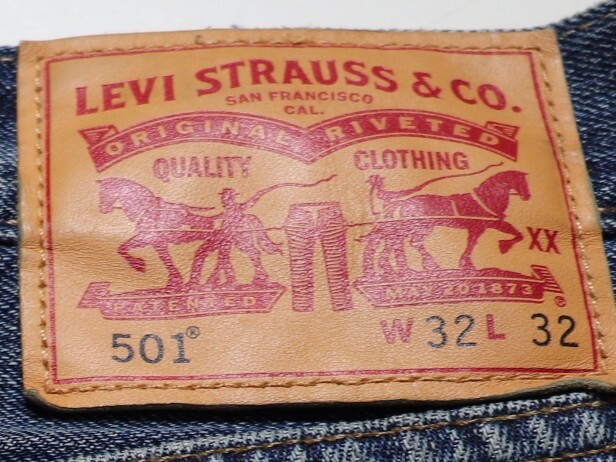 LEVI STRAUSS & CO.
SAN FRANCISCO
CAL.
ORIGINAL RIVETED
QUALITY CLOTHING
XX
PATENTED MAY 20 1873 ®
501® W 32 L 32